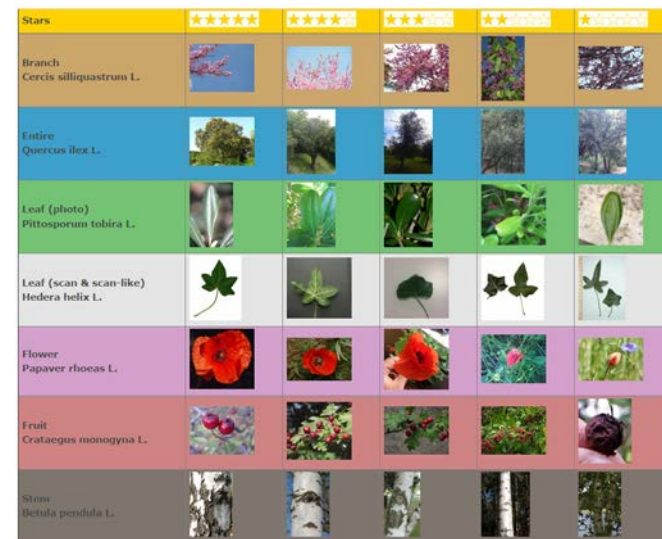 Stars
Branch
Cercis silliquastrum L.
Entire
Quercus ilex L.
Leaf (photo)
Pittosporum tobira L.
Leaf (scan & scan-like)
Hedera helix L.
Flower
Papaver rhoeas L.
Fruit
Crataegus monogyna L.
Stem
Betula pendula L.